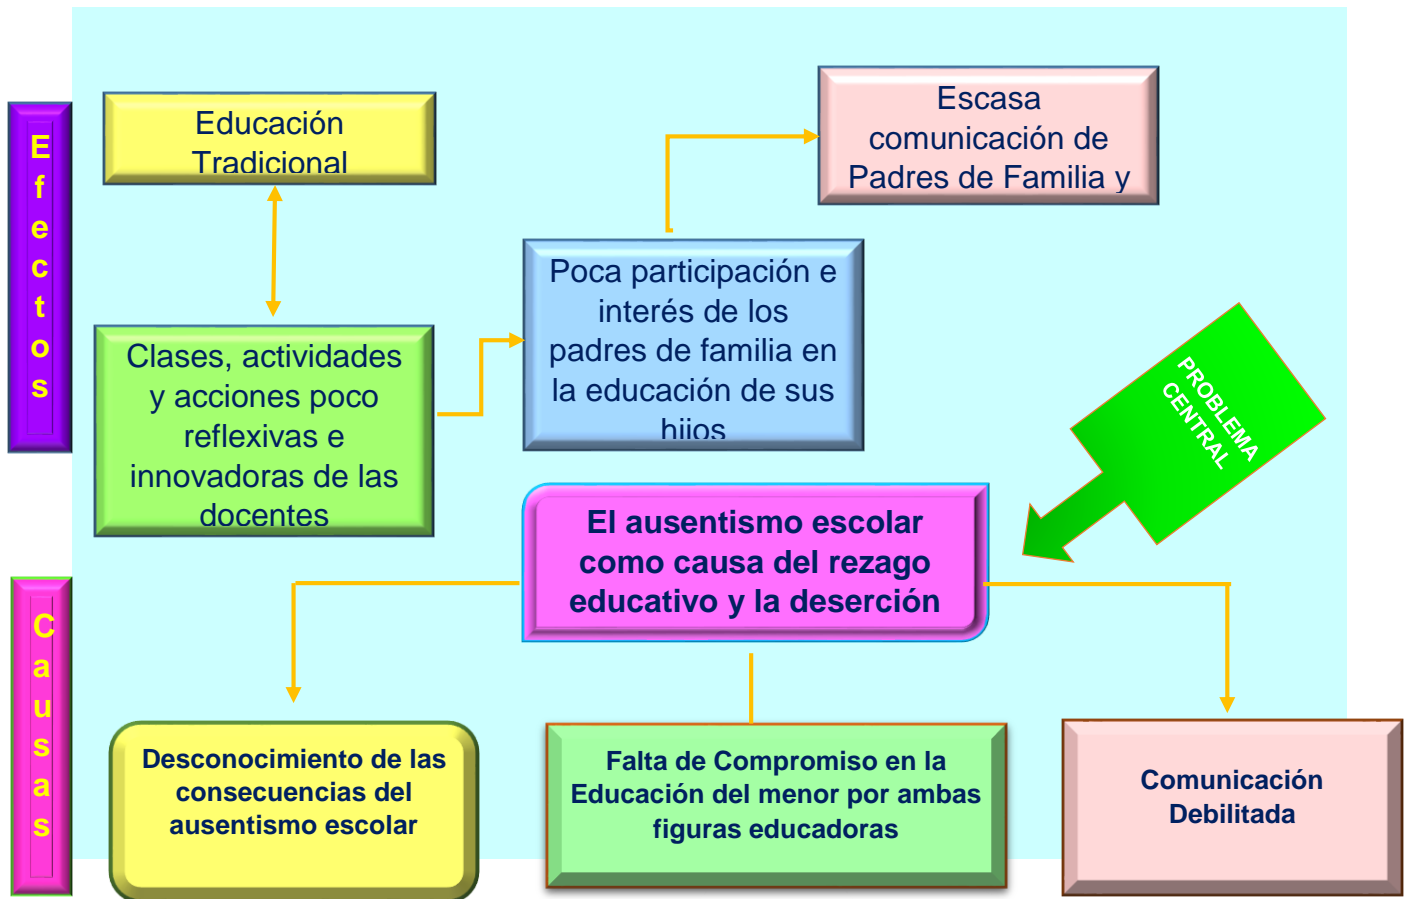 Efectos
Educación
Tradicional
Escasa
comunicación de
Padres de Familia y
Clases, actividades
y acciones poco
reflexivas e
innovadoras de las
docentes
Poca participación e
interés de los
padres de familia en
la educación de sus
hijos
PROBLEMA
CENTRAL
El ausentismo escolar
como causa del rezago
educativo y la deserción
Causas
Desconocimiento de las
consecuencias del
ausentismo escolar
Falta de Compromiso en la
Educación del menor por ambas
figuras educadoras
Comunicación
Debilitada